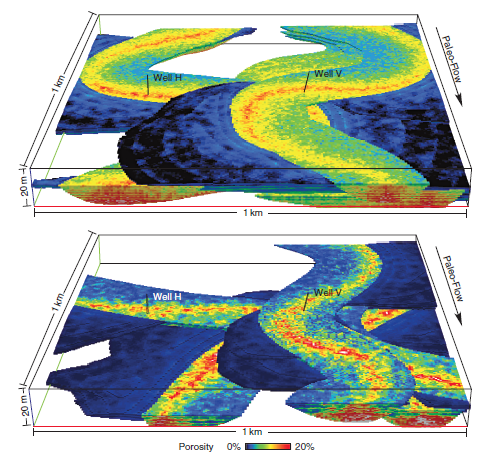 Paleo-Flow
1 km
Well H
Well V
20 m
1 km
Paleo-Flow
1 km
Well H
Well V
20 m
1 km
Porosity 0% 20%